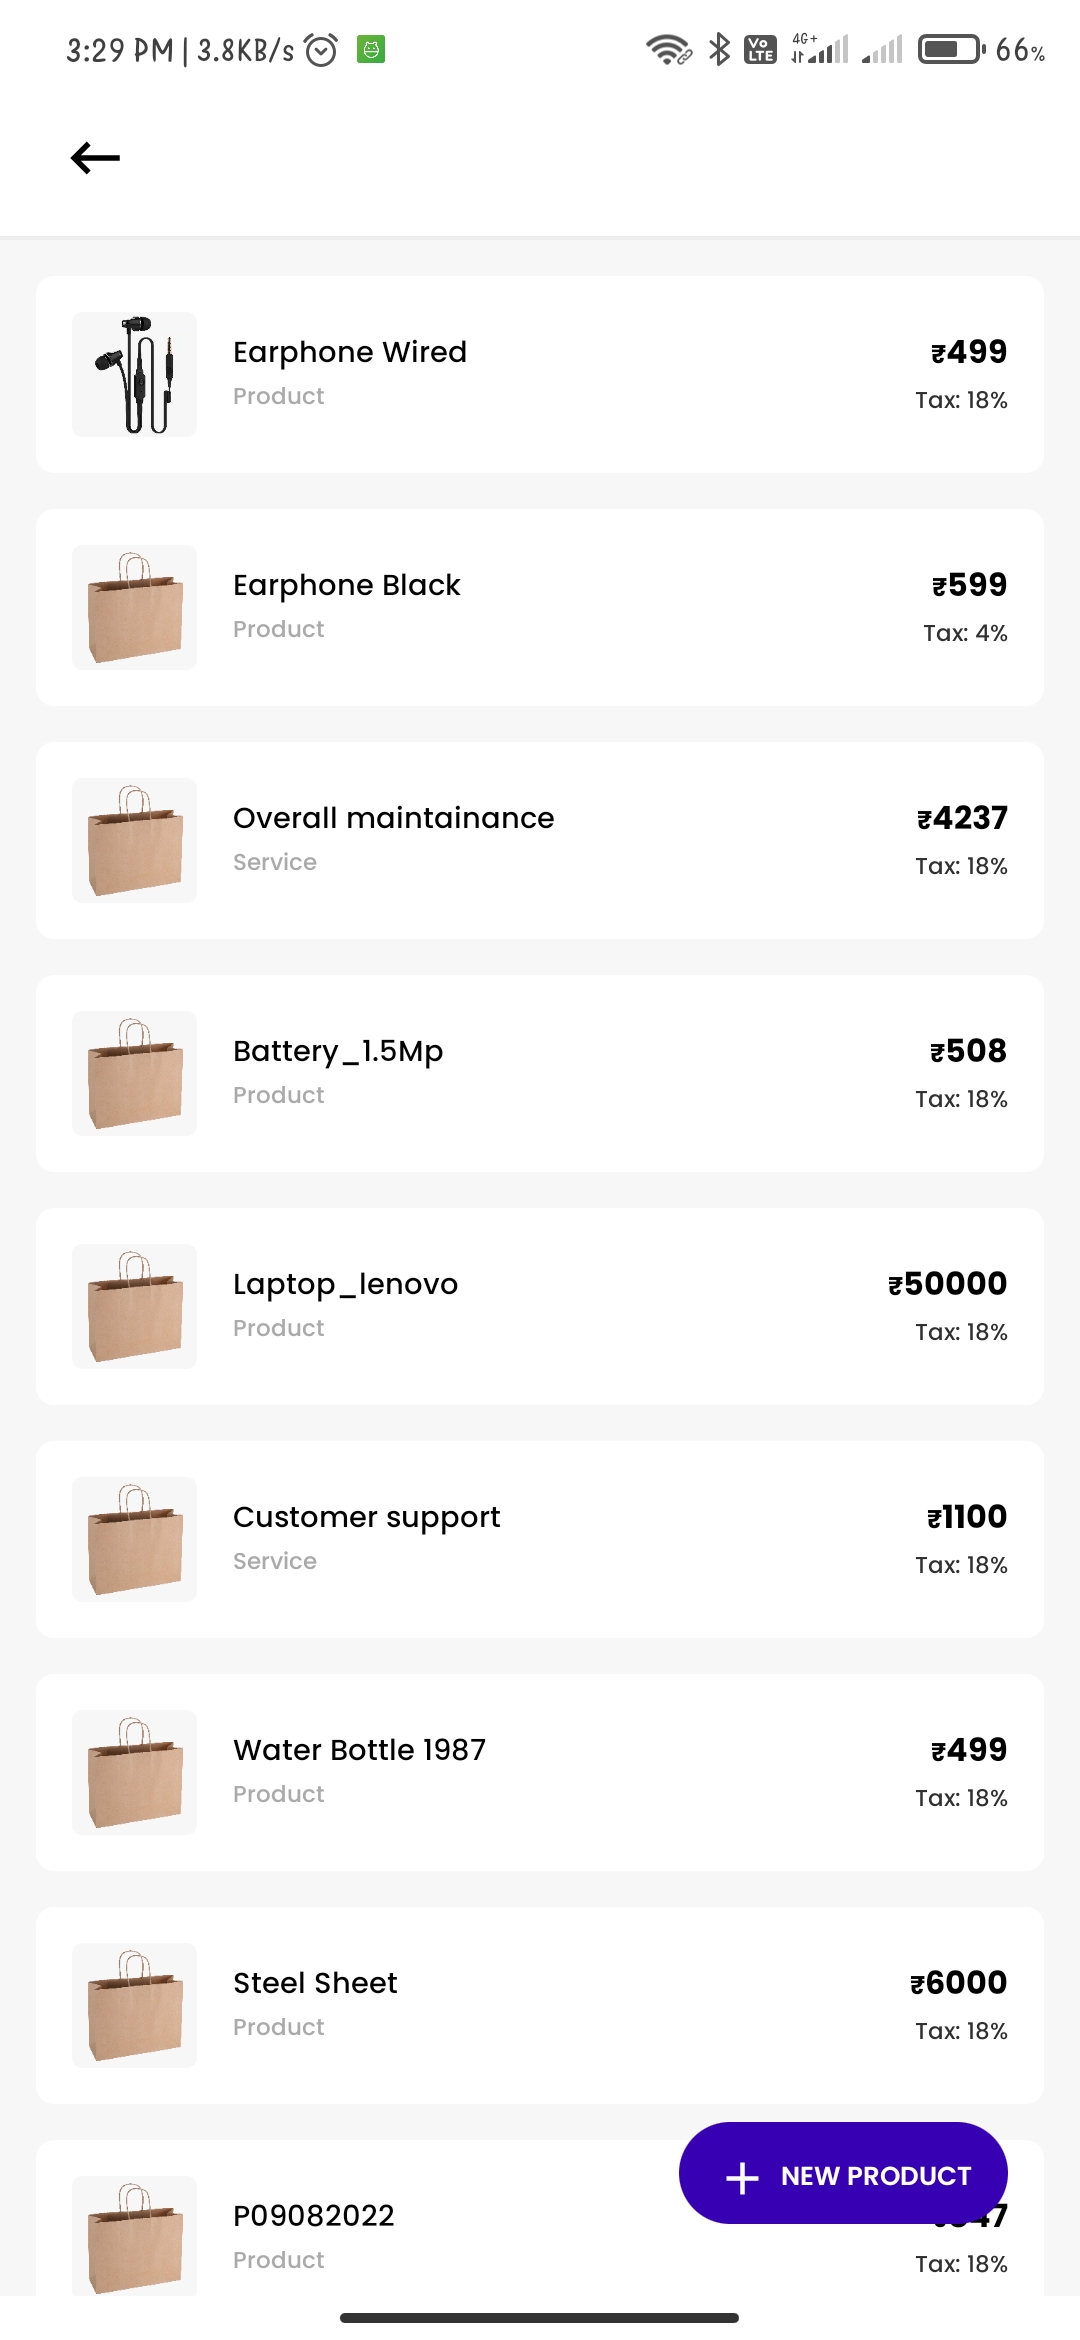 3:29 PM | 3.8KB/s
Vo LTE 4G+ 66%
Earphone Wired ₹499
Product Tax: 18%
Earphone Black ₹599
Product Tax: 4%
Overall maintainance ₹4237
Service Tax: 18%
Battery_1.5Mp ₹508
Product Tax: 18%
Laptop_lenovo ₹50000
Product Tax: 18%
Customer support ₹1100
Service Tax: 18%
Water Bottle 1987 ₹499
Product Tax: 18%
Steel Sheet ₹6000
Product Tax: 18%
+ NEW PRODUCT
P09082022
Product Tax: 18%